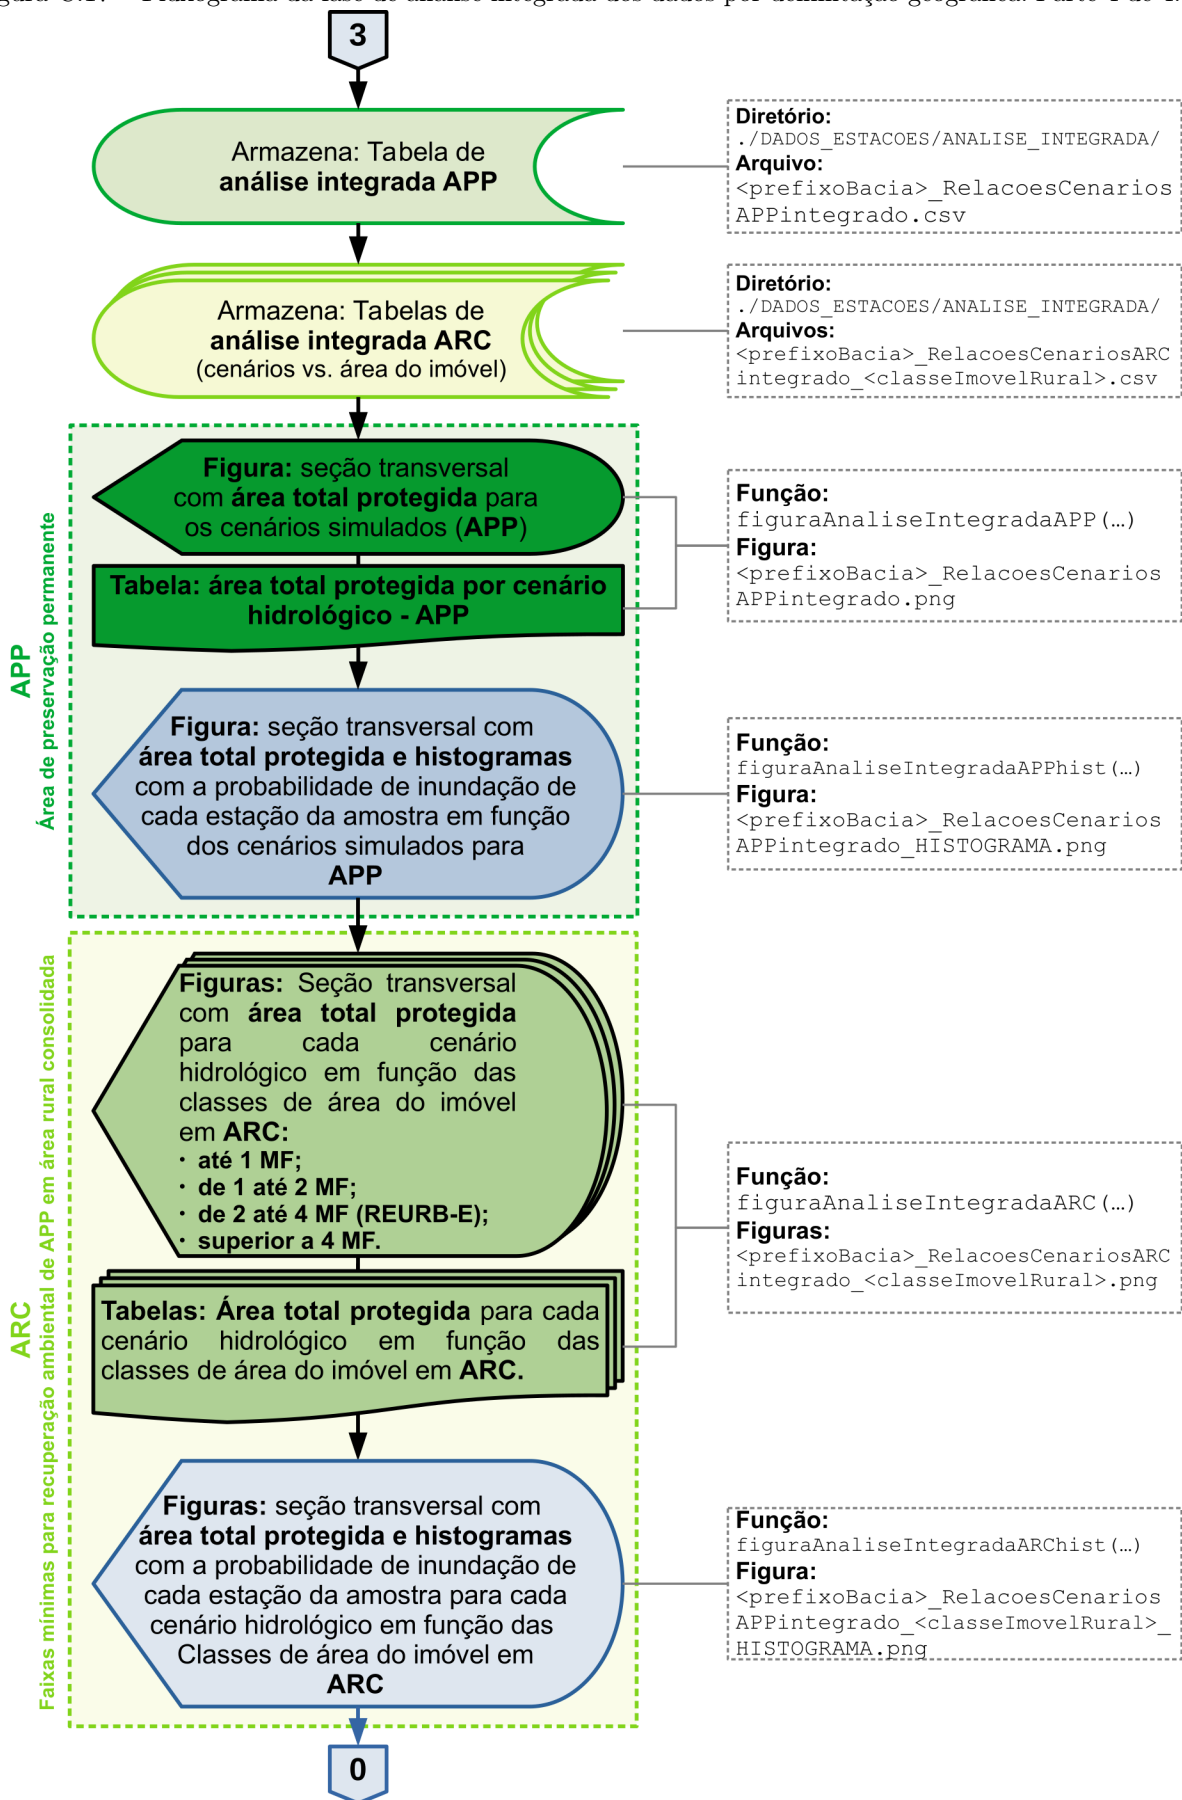 3
Armazena: Tabela de
análise integrada APP
Diretório:
./DADOS_ESTACOES/ANALISE_INTEGRADA/
Arquivo:
<prefixoBacia>_RelacoesCenarios
APPintegrado.csv
Armazena: Tabelas de
análise integrada ARC
(cenários vs. área do imóvel)
Diretório:
./DADOS_ESTACOES/ANALISE_INTEGRADA/
Arquivos:
<prefixoBacia>_RelacoesCenariosARC
integrado_<classeImovelRural>.csv
APP
Área de preservação permanente
Figura: seção transversal
com área total protegida para
os cenários simulados (APP)
Tabela: área total protegida por cenário
hidrológico - APP
Função:
figuraAnaliseIntegradaAPP(…)
Figura:
<prefixoBacia>_RelacoesCenarios
APPintegrado.png
Figura: seção transversal com
área total protegida e histogramas
com a probabilidade de inundação de
cada estação da amostra em função
dos cenários simulados para
APP
Função:
figuraAnaliseIntegradaAPPhist(…)
Figura:
<prefixoBacia>_RelacoesCenarios
APPintegrado_HISTOGRAMA.png
ARC
Faixas mínimas para recuperação ambiental de APP em área rural consolidada
Figuras: Seção transversal
com área total protegida
para cada cenário
hidrológico em função das
classes de área do imóvel
em ARC:
· até 1 MF;
· de 1 até 2 MF;
· de 2 até 4 MF (REURB-E);
· superior a 4 MF.
Tabelas: Área total protegida para cada
cenário hidrológico em função das
classes de área do imóvel em ARC.
Função:
figuraAnaliseIntegradaARC(…)
Figuras:
<prefixoBacia>_RelacoesCenariosARC
integrado_<classeImovelRural>.png
Figuras: seção transversal com
área total protegida e histogramas
com a probabilidade de inundação de
cada estação da amostra para cada
cenário hidrológico em função das
Classes de área do imóvel em
ARC
Função:
figuraAnaliseIntegradaARChist(…)
Figura:
<prefixoBacia>_RelacoesCenarios
APPintegrado_<classeImovelRural>_
HISTOGRAMA.png
0